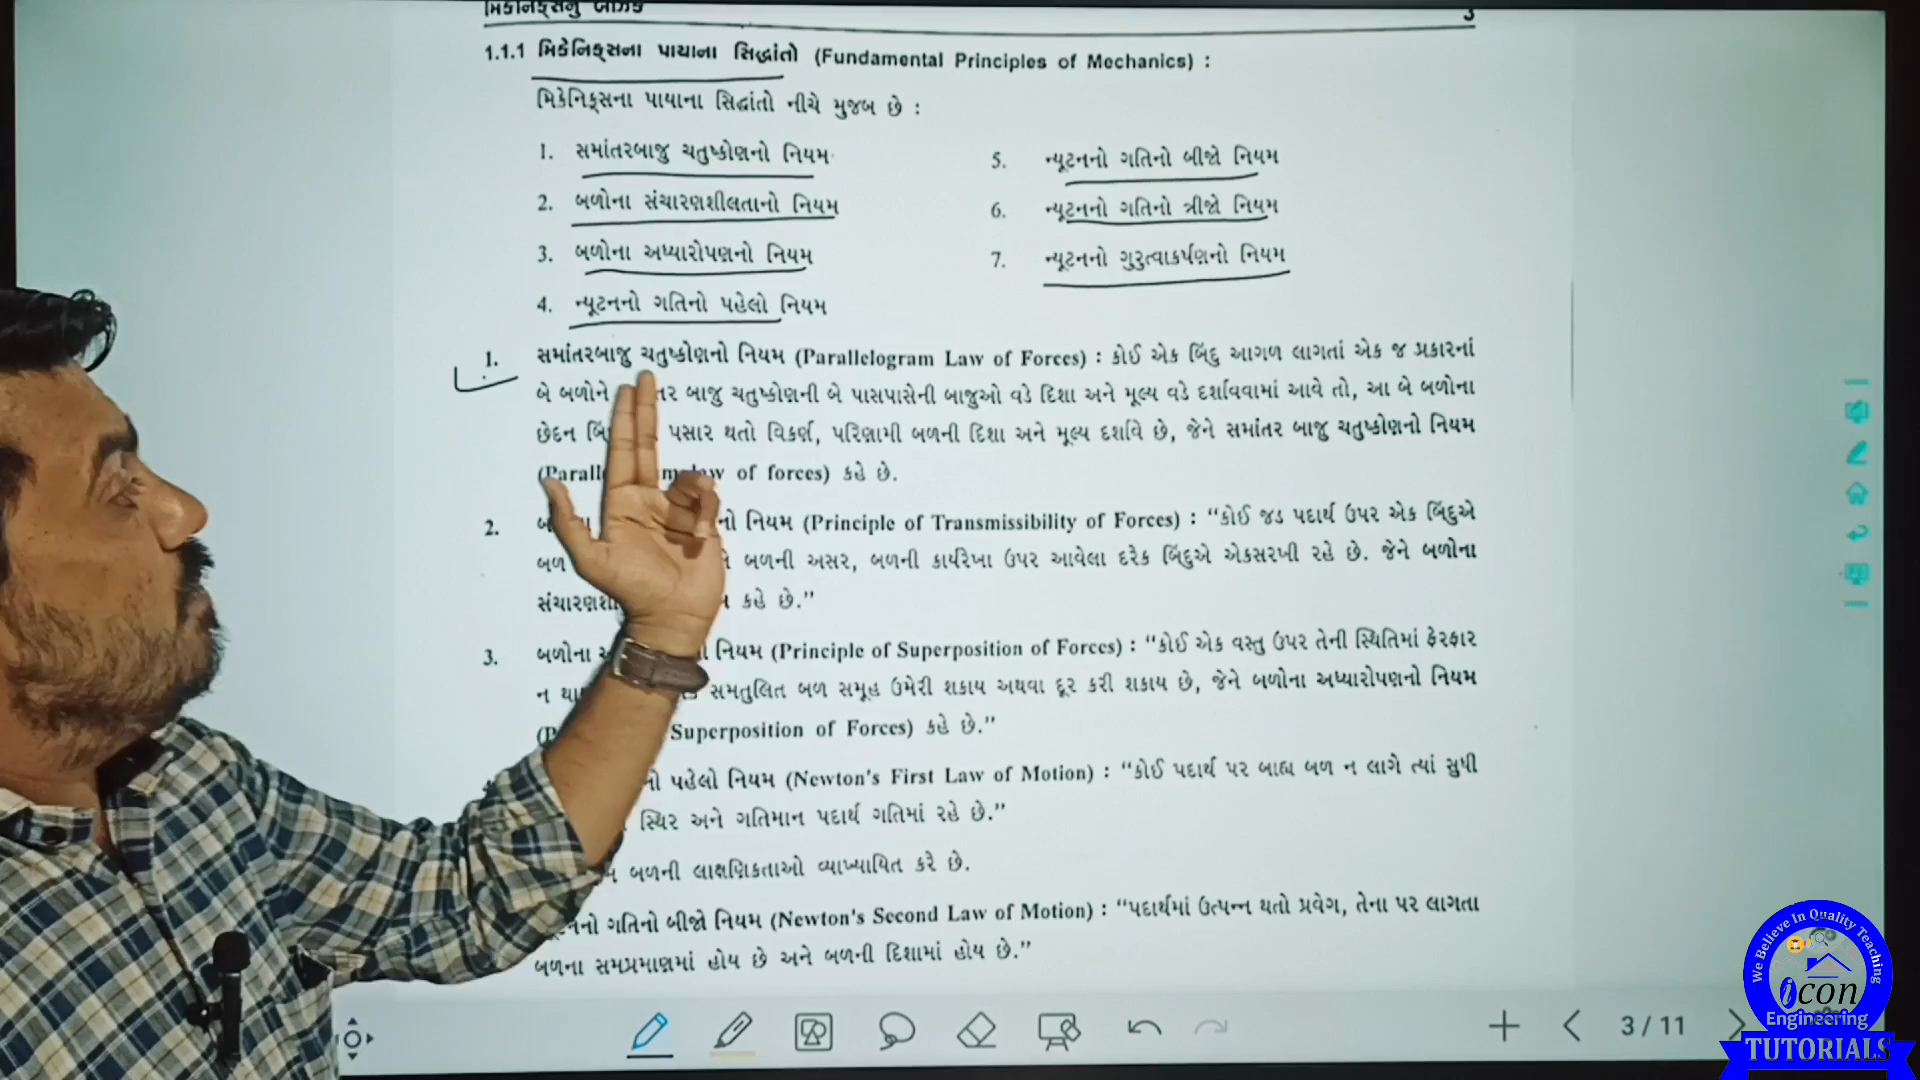 મિકેનિક્સનું બેઝિક 3
1.1.1 મિકેનિક્સના પાયાના સિદ્ધાંતો (Fundamental Principles of Mechanics) :
મિકેનિક્સના પાયાના સિદ્ધાંતો નીચે મુજબ છે :
1. સમાંતરબાજુ ચતુષ્કોણનો નિયમ
5. ન્યૂટનનો ગતિનો બીજો નિયમ
2. બળોના સંચારણશીલતાનો નિયમ
6. ન્યૂટનનો ગતિનો ત્રીજો નિયમ
3. બળોના અધ્યારોપણનો નિયમ
7. ન્યૂટનનો ગુરુત્વાકર્ષણનો નિયમ
4. ન્યૂટનનો ગતિનો પહેલો નિયમ
1. સમાંતરબાજુ ચતુષ્કોણનો નિયમ (Parallelogram Law of Forces) : કોઈ એક બિંદુ આગળ લાગતાં એક જ પ્રકારનાં
બે બળોને બાજુ ચતુષ્કોણની બે પાસપાસેની બાજુઓ વડે દિશા અને મૂલ્ય વડે દર્શાવવામાં આવે તો, આ બે બળોના
છેદન પસાર થતો વિકર્ણ, પરિણામી બળની દિશા અને મૂલ્ય દર્શાવે છે, જેને સમાંતર બાજુ ચતુષ્કોણનો નિયમ
of forces) કહે છે.
2. નિયમ (Principle of Transmissibility of Forces) : “કોઈ જડ પદાર્થ ઉપર એક બિંદુએ
બળ બળની અસર, બળની કાર્યરેખા ઉપર આવેલા દરેક બિંદુએ એકસરખી રહે છે. જેને બળોના
કહે છે.”
3. બળોના નિયમ (Principle of Superposition of Forces) : “કોઈ એક વસ્તુ ઉપર તેની સ્થિતિમાં ફેરફાર
ન સમતુલિત બળ સમૂહ ઉમેરી શકાય અથવા દૂર કરી શકાય છે, જેને બળોના અધ્યારોપણનો નિયમ
Superposition of Forces) કહે છે.”
પહેલો નિયમ (Newton's First Law of Motion) : “કોઈ પદાર્થ પર બાહ્ય બળ ન લાગે ત્યાં સુધી
સ્થિર અને ગતિમાન પદાર્થ ગતિમાં રહે છે.”
બળની લાક્ષણિકતાઓ વ્યાખ્યાયિત કરે છે.
ગતિનો બીજો નિયમ (Newton's Second Law of Motion) : “પદાર્થમાં ઉત્પન્ન થતો પ્રવેગ, તેના પર લાગતા
બળના સમપ્રમાણમાં હોય છે અને બળની દિશામાં હોય છે.”
3 / 11
We Believe In Quality Teaching
icon
Engineering
TUTORIALS